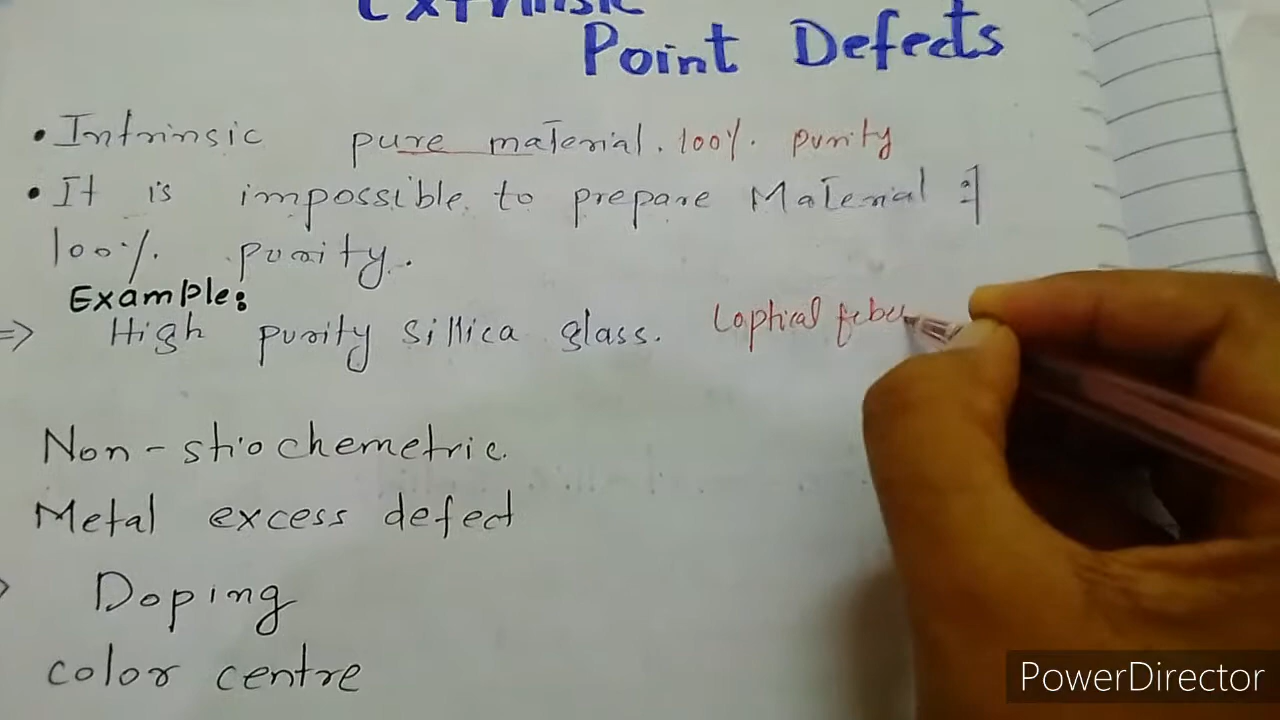 Extrinsic
Point Defects
• Intrinsic pure material. 100%. purity
• It is impossible to prepare Material of
100%. purity.
Example:
=> High purity sillica glass. (optical fiber
Non-stiochemetric.
Metal excess defect
Doping
color centre
PowerDirector